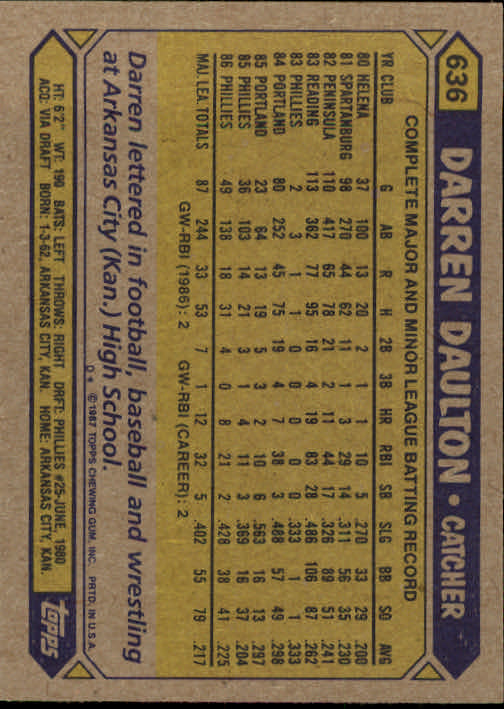 636
DARREN DAULTON • CATCHER
COMPLETE MAJOR AND MINOR LEAGUE BATTING RECORD
YR CLUB G AB R H 2B 3B HR RBI SB SLG BB SO AVG
80 HELENA 37 100 13 20 2 1 1 10 5 .270 33 29 .200
81 SPARTANBURG 98 270 44 62 11 1 3 29 14 .311 56 35 .230
82 PENINSULA 110 417 65 78 21 2 11 44 17 .326 89 51 .241
83 READING 113 362 77 95 16 4 19 83 28 .486 106 87 .262
83 PHILLIES 2 3 1 1 0 0 0 0 0 .333 1 1 .333
84 PORTLAND 80 252 45 75 19 4 7 38 3 .488 57 49 .298
85 PORTLAND 23 64 13 19 5 3 2 10 6 .563 16 13 .297
85 PHILLIES 36 103 14 21 3 1 4 11 3 .369 16 37 .204
86 PHILLIES 49 138 18 31 4 0 8 21 2 .428 38 41 .225
MAJ. LEA. TOTALS 87 244 33 53 7 1 12 32 5 .402 55 79 .217
GW-RBI (1986): 2 GW-RBI (CAREER): 2
Darren lettered in football, baseball and wrestling
at Arkansas City (Kan.) High School.
D* ©1987 TOPPS CHEWING GUM, INC. PRTD. IN U.S.A.
HT: 6'2" WT: 190 BATS: LEFT THROWS: RIGHT DRFT: PHILLIES #25-JUNE, 1980
ACQ: VIA DRAFT BORN: 1-3-62, ARKANSAS CITY, KAN. HOME: ARKANSAS CITY, KAN.
topps